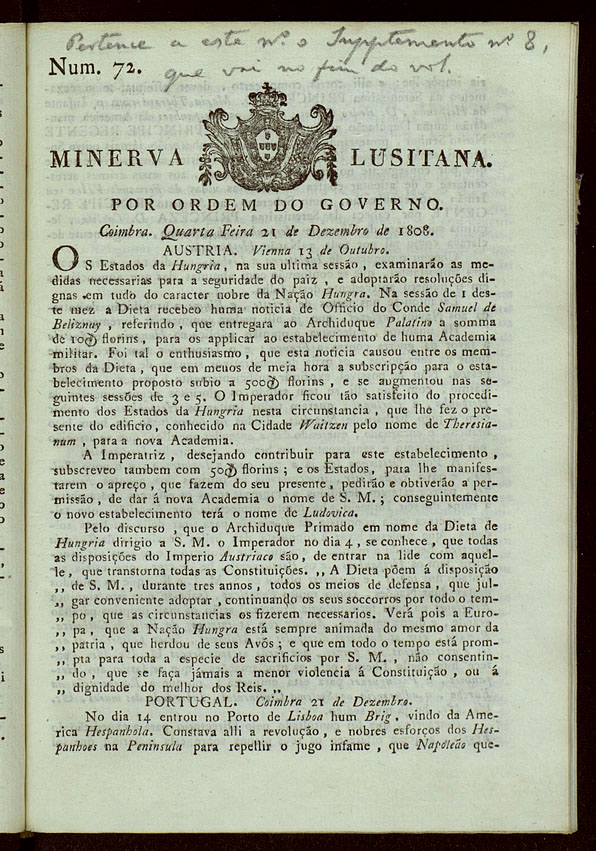 Pertence a este nº o Supplemento nº 8,
que vai no fim do vol.
Num. 72.
MINERVA LUSITANA.
POR ORDEM DO GOVERNO.
Coimbra. Quarta Feira 21 de Dezembro de 1808.
AUSTRIA. Vienna 13 de Outubro.
OS Estados da Hungria, na sua ultima sessão, examinarão as me-
didas necessarias para a seguridade do paiz, e adoptarão resoluções di-
gnas em tudo do caracter nobre da Nação Hungra. Na sessão de 1 des-
te mez a Dieta recebeo huma noticia de Officio do Conde Samuel de
Beliznuy, referindo, que entregara ao Archiduque Palatino a somma
de 10 florins, para os applicar ao estabelecimento de huma Academia
militar. Foi tal o enthusiasmo, que esta noticia causou entre os mem-
bros da Dieta, que em meuos de meia hora a subscripção para o esta-
belecimento proposto subio a 500 florins, e se augmentou nas se-
guintes sessões de 3 e 5. O Imperador ficou tão satisfeito do procedi-
mento dos Estados da Hungria nesta circunstancia, que lhe fez o pre-
sente do edificio, conhecido na Cidade Waitzen pelo nome de Theresia-
num, para a nova Academia.
A Imperatriz, desejando contribuir para este estabelecimento,
subscreveo tambem com 50 florins; e os Estados, para lhe manifes-
tarem o apreço, que fazem do seu presente, pedirão e obtiverão a per-
missão, de dar á nova Academia o nome de S. M.; conseguintemente
o novo estabelecimento terá o nome de Ludovica.
Pelo discurso, que o Archiduque Primado em nome da Dieta de
Hungria dirigio a S. M. o Imperador no dia 4, se conhece, que todas
as disposições do Imperio Austriaco são, de entrar na lide com aquel-
le, que transtorna todas as Constituições. ,, A Dieta põem á disposição
,, de S. M., durante tres annos, todos os meios de defensa, que jul-
,, gar conveniente adoptar, continuando os seus soccorros por todo o tem-
,, po, que as circunstancias os fizerem necessarios. Verá pois a Euro-
,, pa, que a Nação Hungra está sempre animada do mesmo amor da
,, patria, que herdou de seus Avós; e que em todo o tempo está prom-
,, pta para toda a especie de sacrificios por S. M., não consentin-
,, do, que se faça jámais a menor violencia á Constituição, ou á
,, dignidade do melhor dos Reis. ,,
PORTUGAL. Coimbra 21 de Dezembro.
No dia 14 entrou no Porto de Lisboa hum Brig, vindo da Ame-
rica Hespanhola. Constava alli a revolução, e nobres esforços dos Hes-
panhoes na Peninsula para repellir o jugo infame, que Napoleão que-